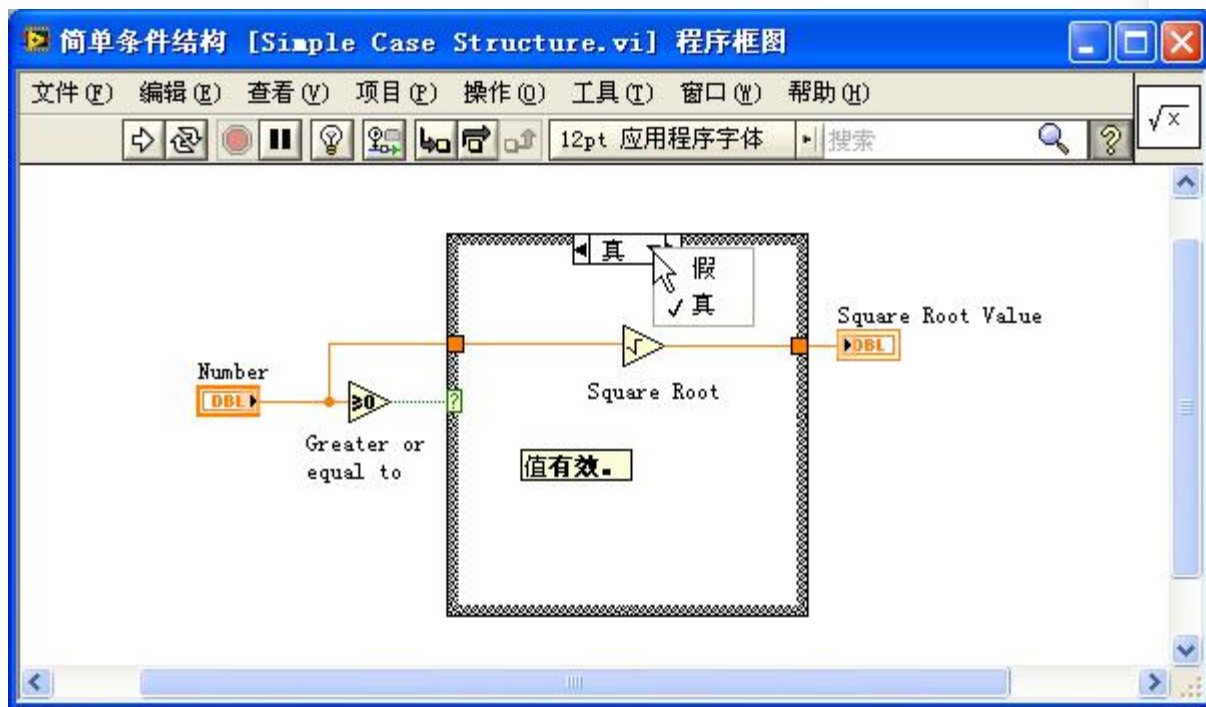 简单条件结构 [Simple Case Structure.vi] 程序框图
文件(F) 编辑(E) 查看(V) 项目(P) 操作(O) 工具(T) 窗口(W) 帮助(H)
12pt 应用程序字体 搜索 ?
√x
真
假
✓真
Square Root Value
DBL
Number
DBL
≥0
?
√
Square Root
Greater or
equal to
值有效。